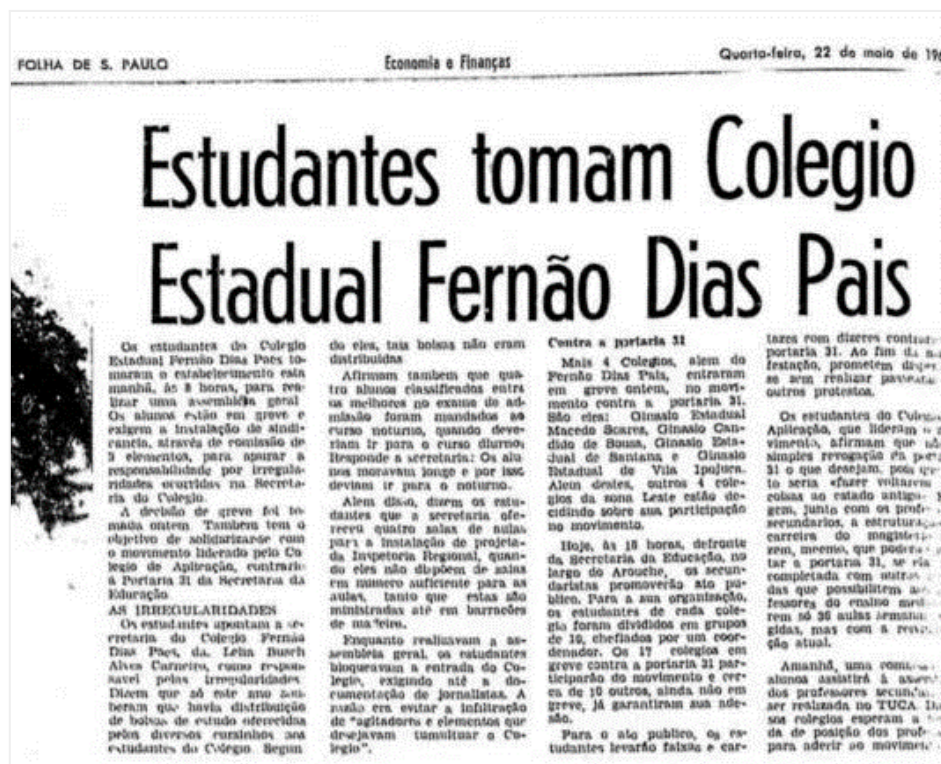 FOLHA DE S. PAULO
Economia e Finanças
Quarta-feira, 22 de maio de 196
Estudantes tomam Colegio
Estadual Fernão Dias Pais
Os estudantes do Colegio
Estadual Fernão Dias Paes to-
maram o estabelecimento esta
manhã, às 8 horas, para rea-
lizar uma assembléia geral
Os alunos estão em greve e
exigem a instalação de sindi-
cancia, através de comissão de
3 elementos, para apurar a
responsabilidade por irregula-
ridades ocorridas na Secreta-
ria do Colegio.
A decisão de greve foi to-
mada ontem. Tambem tem o
objetivo de solidarizar-se com
o movimento liderado pelo Co
legio de Aplicação, contrario
à Portaria 31 da Secretaria da
Educação
AS IRREGULARIDADES
Os estudantes apontam a se-
cretaria do Colegio Fernão
Dias Paes, da. Leila Busch
Alves Carneiro, como respon-
savel pelas irregularidades
Dizem que só este ano sou-
beram que havia distribuição
de bolsas de estudo oferecidas
pelos diversos cursinhos aos
estudantes do Colegio. Segun
do eles, tais bolsas não eram
distribuidas
Afirmam tambem que qua-
tro alunos classificados entre
os melhores no exame de ad-
missão foram mandados ao
curso noturno, quando deve-
riam ir para o curso diurno.
Responde a secretaria: Os alu-
nos moravam longe e por isso
deviam ir para o noturno.
Alem disso, dizem os estu-
dantes que a secretaria ofe-
receu quatro salas de aulas
para a instalação de projeta-
da Inspetoria Regional, quan-
do eles não dispõem de salas
em numero suficiente para as
aulas, tanto que estas são
ministradas até em barracões
de madeira.
Enquanto realizavam a as-
sembléia geral, os estudantes
bloqueavam a entrada do Co-
legio, exigindo até a do-
cumentação de jornalistas. A
razão era evitar a infiltração
de "agitadores e elementos que
desejavam tumultuar o Co-
legio".
Contra a portaria 31
Mais 4 Colegios, alem do
Fernão Dias Pais, entraram
em greve ontem, no movi-
mento contra a portaria 31.
São eles: Ginasio Estadual
Macedo Soares, Ginasio Can-
dido de Sousa, Ginasio Esta-
dual de Santana e Ginasio
Estadual de Vila Ipojuca.
Alem destes, outros 4 cole-
gios da zona Leste estão de-
cidindo sobre sua participação
no movimento.
Hoje, às 16 horas, defronte
da Secretaria da Educação, no
largo do Arouche, os secun-
daristas promoverão ato pu-
blico. Para a sua organização,
os estudantes de cada cole-
gio foram divididos em grupos
de 10, chefiados por um coor-
denador. Os 17 colegios em
greve contra a portaria 31 par-
ticiparão do movimento e cer-
ca de 10 outros, ainda não em
greve, já garantiram sua ade-
são.
Para o ato publico, os es-
tudantes levarão faixas e car-
tazes com dizeres
portaria 31. Ao fim da
festação, prometem
se sem realizar
outros protestos.
Os estudantes do
Aplicação, que lideram o
vimento, afirmam que não
simples revogação da
31 o que desejam, pois
to seria «fazer voltarem
coisas ao estado antigo.
gem, junto com os
secundarios, a
carreira do
zem, mesmo, que
tar a portaria 31, se
completada com outras
das que possibilitem aos
fessores do ensino
rem só 36 aulas
gidas, mas com a
ção atual.
Amanhã, uma
alunos assistirá à
dos professores
ser realizada no TUCA.
sos colegios esperam a
da de posição dos
para aderir ao